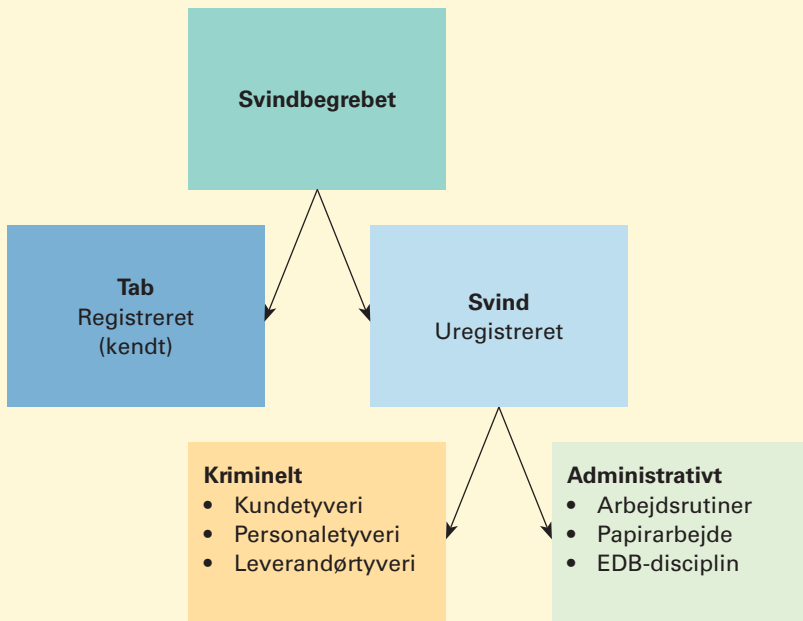 Svindbegrebet
Tab
Registreret
(kendt)
Svind
Uregistreret
Kriminelt
• Kundetyveri
• Personaletyveri
• Leverandørtyveri
Administrativt
• Arbejdsrutiner
• Papirarbejde
• EDB-disciplin